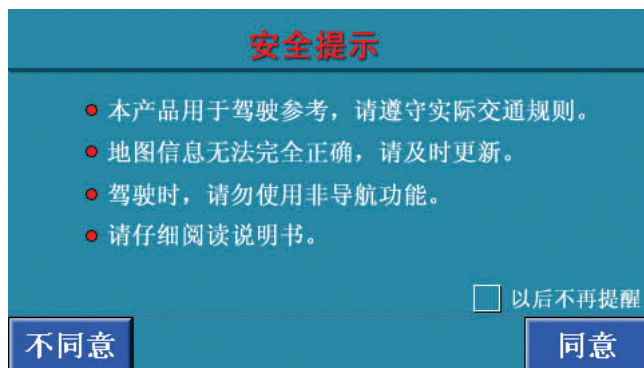 安全提示
本产品用于驾驶参考，请遵守实际交通规则。
地图信息无法完全正确，请及时更新。
驾驶时，请勿使用非导航功能。
请仔细阅读说明书。
以后不再提醒
不同意
同意